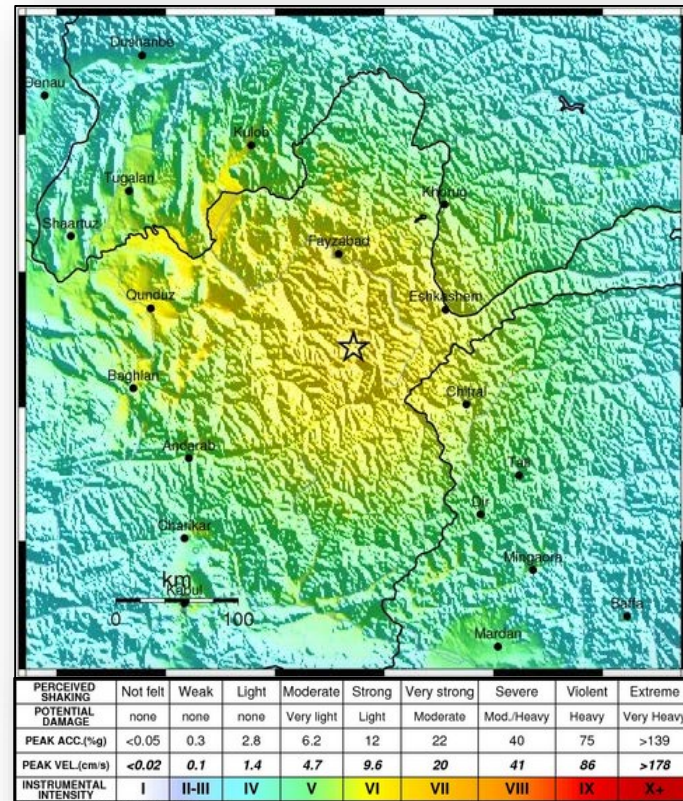 Dushanbe
Denau
Kulob
Tugalan
Khorug
Shaartuz
Fayzabad
Qunduz
Eshkashem
Baghlan
Chitral
Andarab
Tall
Dir
Charikar
Mingaora
km
Kabul
0 100
Baffa
Mardan
PERCEIVED SHAKING Not felt Weak Light Moderate Strong Very strong Severe Violent Extreme
POTENTIAL DAMAGE none none none Very light Light Moderate Mod./Heavy Heavy Very Heavy
PEAK ACC.(%g) <0.05 0.3 2.8 6.2 12 22 40 75 >139
PEAK VEL.(cm/s) <0.02 0.1 1.4 4.7 9.6 20 41 86 >178
INSTRUMENTAL INTENSITY I II-III IV V VI VII VIII IX X+